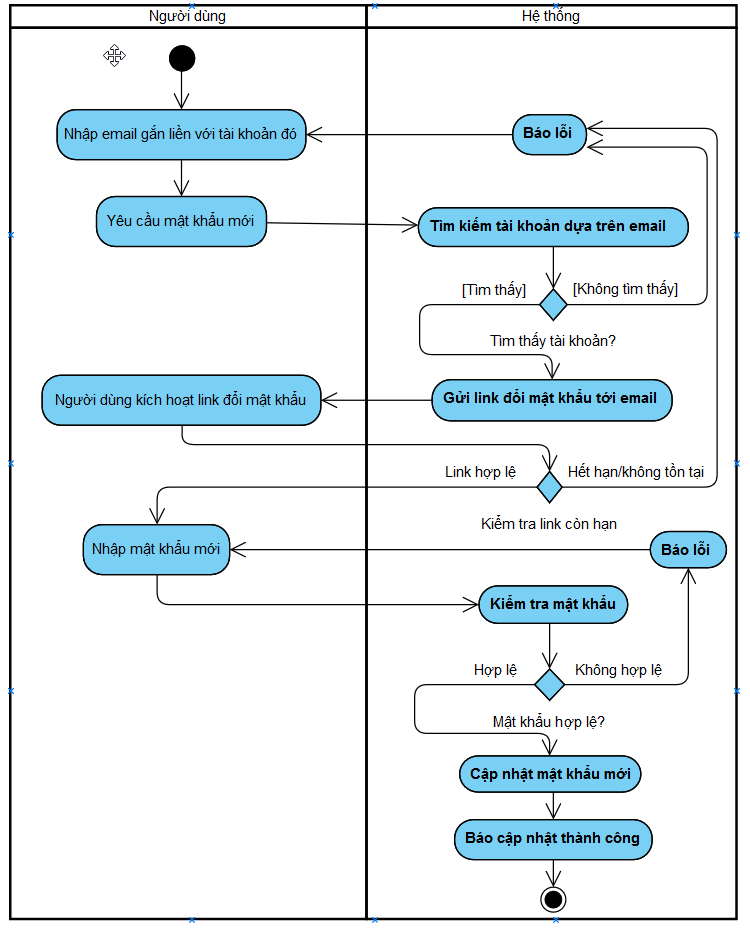 Người dùng
Hệ thống
Nhập email gắn liền với tài khoản đó
Báo lỗi
Yêu cầu mật khẩu mới
Tìm kiếm tài khoản dựa trên email
[Tìm thấy]
[Không tìm thấy]
Tìm thấy tài khoản?
Người dùng kích hoạt link đổi mật khẩu
Gửi link đổi mật khẩu tới email
Link hợp lệ
Hết hạn/không tồn tại
Kiểm tra link còn hạn
Nhập mật khẩu mới
Báo lỗi
Kiểm tra mật khẩu
Hợp lệ
Không hợp lệ
Mật khẩu hợp lệ?
Cập nhật mật khẩu mới
Báo cập nhật thành công